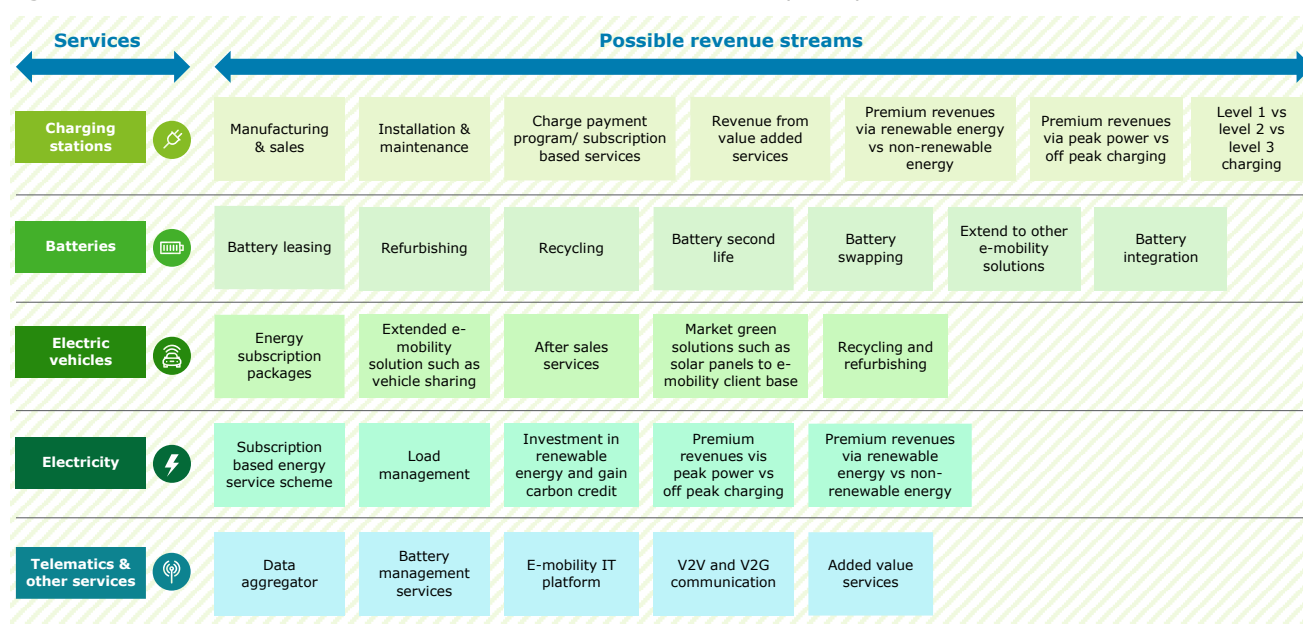 Services
Possible revenue streams
Charging
stations
Manufacturing
& sales
Installation &
maintenance
Charge payment
program/ subscription
based services
Revenue from
value added
services
Premium revenues
via renewable energy
vs non-renewable
energy
Premium revenues
via peak power vs
off peak charging
Level 1 vs
level 2 vs
level 3
charging
Batteries
Battery leasing
Refurbishing
Recycling
Battery second
life
Battery
swapping
Extend to other
e-mobility
solutions
Battery
integration
Electric
vehicles
Energy
subscription
packages
Extended e-
mobility
solution such as
vehicle sharing
After sales
services
Market green
solutions such as
solar panels to e-
mobility client base
Recycling and
refurbishing
Electricity
Subscription
based energy
service scheme
Load
management
Investment in
renewable
energy and gain
carbon credit
Premium
revenues vis
peak power vs
off peak charging
Premium revenues
via renewable
energy vs non-
renewable energy
Telematics &
other services
Data
aggregator
Battery
management
services
E-mobility IT
platform
V2V and V2G
communication
Added value
services